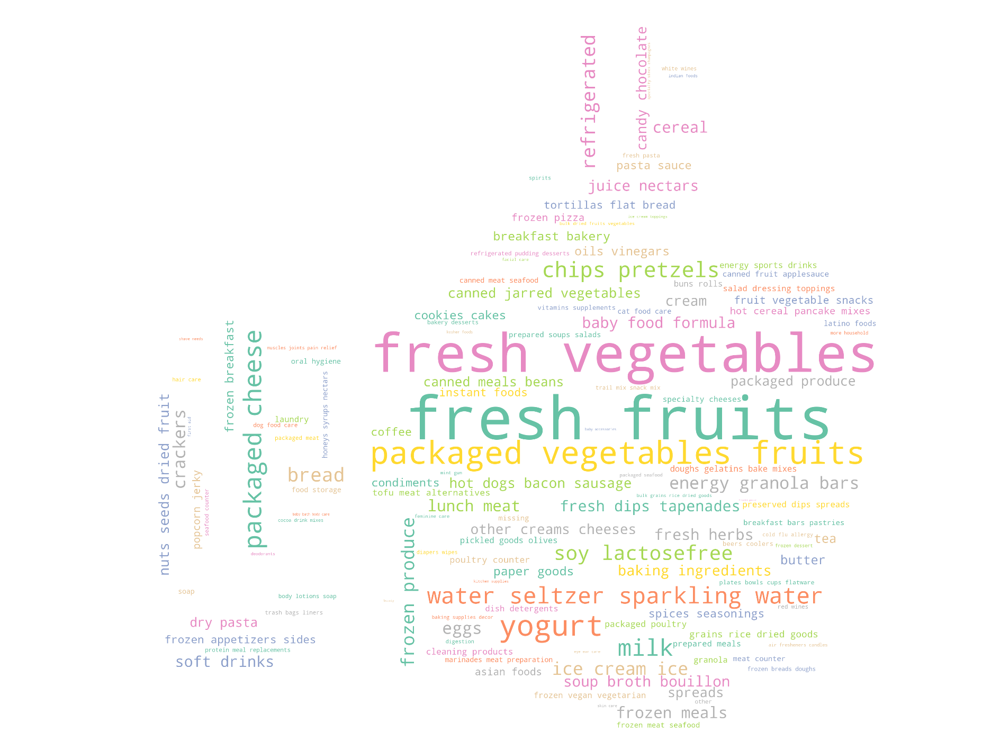 refrigerated
candy chocolate
specialty wines champagnes
white wines
indian foods
cereal
fresh pasta
pasta sauce
spirits
juice nectars
tortillas flat bread
frozen pizza
ice cream toppings
bulk dried fruits vegetables
breakfast bakery
oils vinegars
refrigerated pudding desserts
facial care
chips pretzels
energy sports drinks
canned fruit applesauce
canned meat seafood
buns rolls
salad dressing toppings
canned jarred vegetables
cream
fruit vegetable snacks
vitamins supplements
cat food care
hot cereal pancake mixes
cookies cakes
bakery desserts
baby food formula
latino foods
kosher foods
prepared soups salads
more household
fresh vegetables
canned meals beans
packaged produce
instant foods
trail mix snack mix
specialty cheeses
fresh fruits
baby accessories
coffee
packaged vegetables fruits
doughs gelatins bake mixes
mint gum
packaged seafood
condiments
hot dogs bacon sausage
energy granola bars
tofu meat alternatives
bulk grains rice dried goods
lunch meat
fresh dips tapenades
frozen juice
preserved dips spreads
feminine care
missing
breakfast bars pastries
frozen produce
other creams cheeses
fresh herbs
cold flu allergy
tea
pickled goods olives
beers coolers
frozen dessert
diapers wipes
soy lactosefree
poultry counter
butter
paper goods
baking ingredients
kitchen supplies
plates bowls cups flatware
water seltzer sparkling water
beauty
dish detergents
red wines
spices seasonings
baking supplies decor
yogurt
packaged poultry
eggs
grains rice dried goods
digestion
milk
prepared meals
air fresheners candles
cleaning products
eye ear care
marinades meat preparation
granola
meat counter
asian foods
ice cream ice
frozen breads doughs
soup broth bouillon
frozen vegan vegetarian
spreads
other
skin care
frozen meals
frozen meat seafood
shave needs
frozen breakfast
packaged cheese
muscles joints pain relief
oral hygiene
hair care
honeys syrups nectars
nuts seeds dried fruit
crackers
first aid
laundry
dog food care
packaged meat
popcorn jerky
seafood counter
bread
food storage
baby bath body care
cocoa drink mixes
deodorants
soap
body lotions soap
trash bags liners
dry pasta
frozen appetizers sides
protein meal replacements
soft drinks